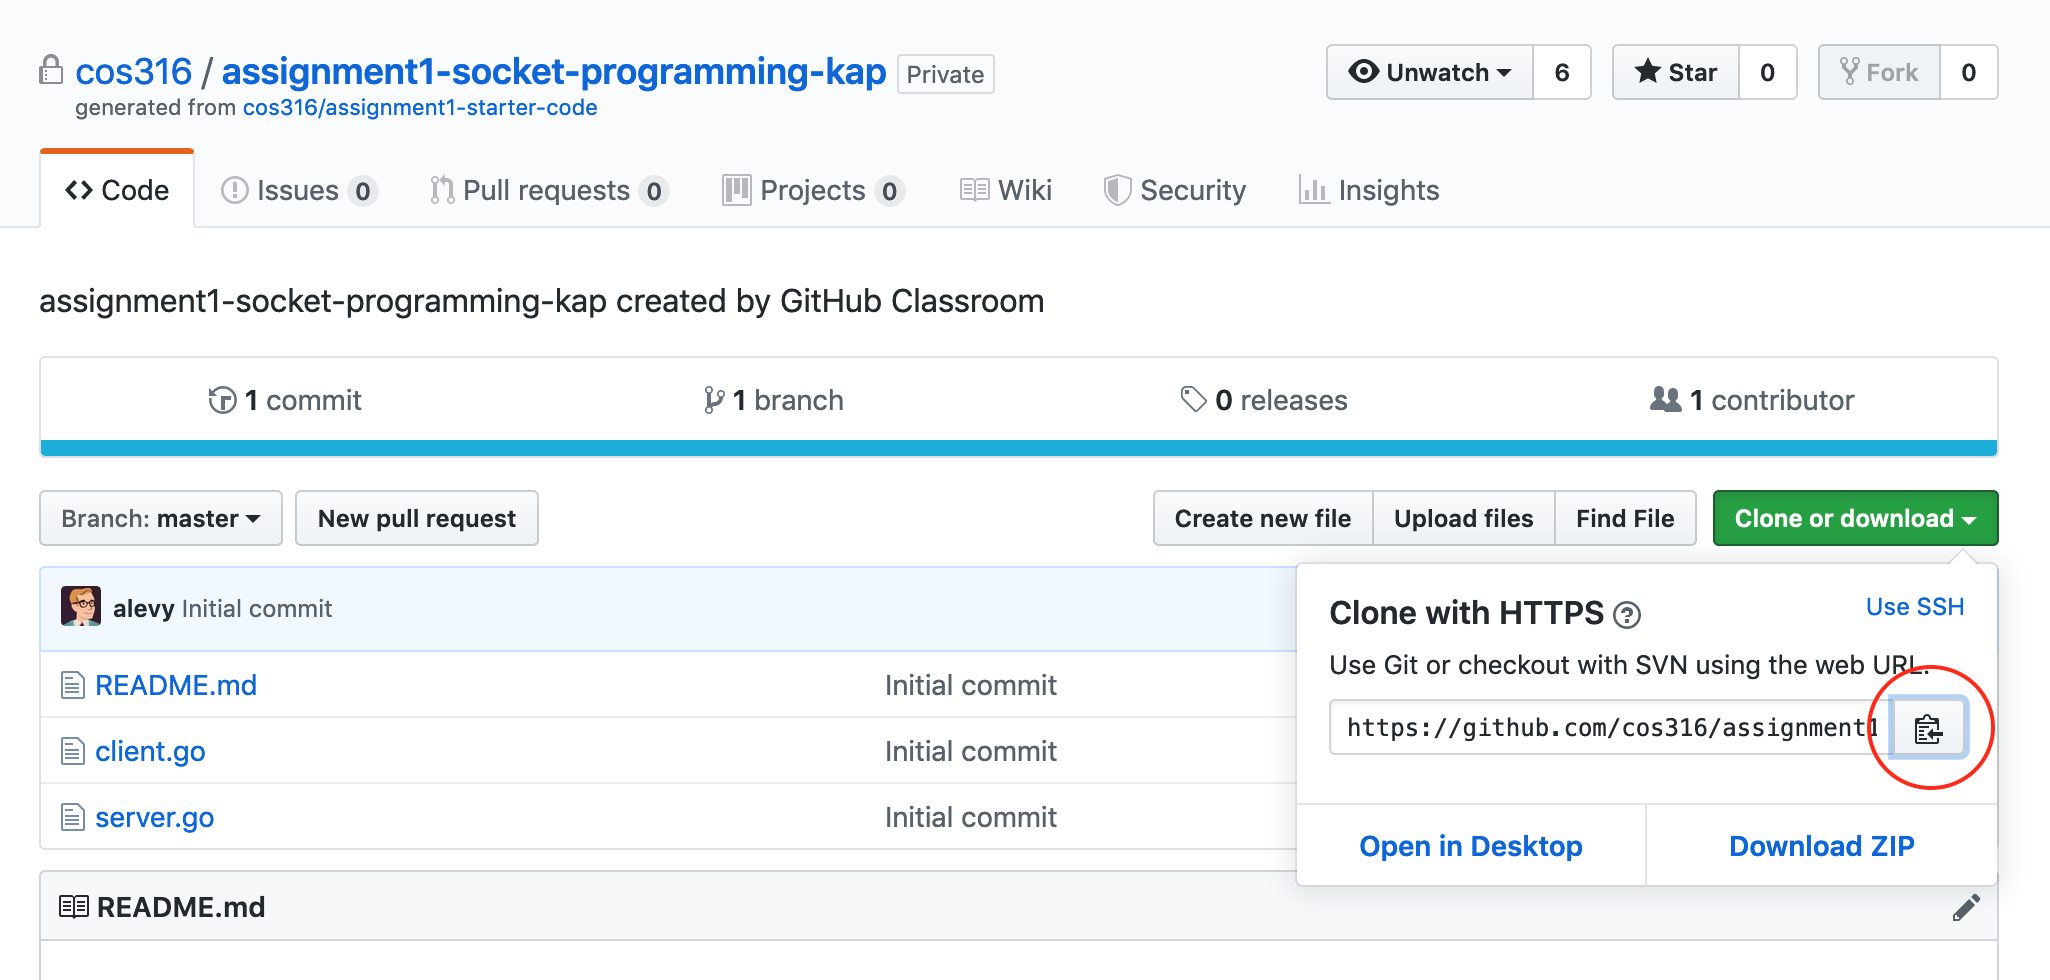 cos316 / assignment1-socket-programming-kap Private Unwatch 6 Star 0 Fork 0
generated from cos316/assignment1-starter-code
Code Issues 0 Pull requests 0 Projects 0 Wiki Security Insights
assignment1-socket-programming-kap created by GitHub Classroom
1 commit 1 branch 0 releases 1 contributor
Branch: master New pull request Create new file Upload files Find File Clone or download
alevy Initial commit
README.md Initial commit
client.go Initial commit
server.go Initial commit
Clone with HTTPS ? Use SSH
Use Git or checkout with SVN using the web URL.
https://github.com/cos316/assignment1
Open in Desktop Download ZIP
README.md